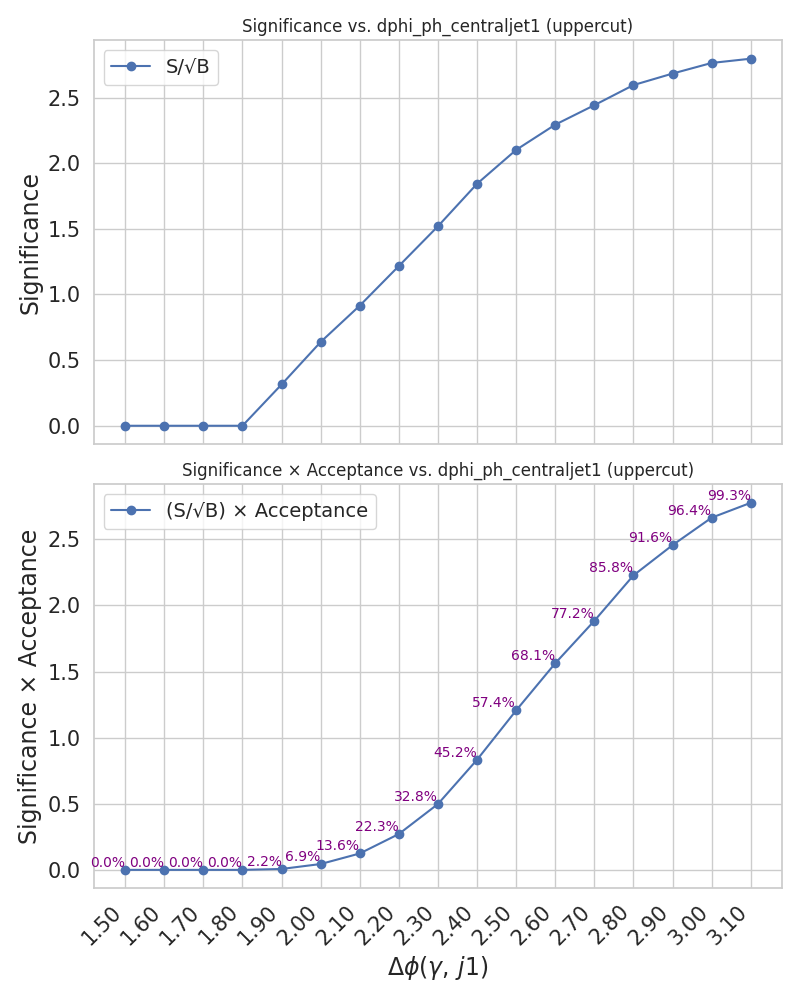 Significance vs. dphi_ph_centraljet1 (uppercut)
S/√B
2.5
2.0
1.5
1.0
0.5
0.0
Significance
Significance × Acceptance vs. dphi_ph_centraljet1 (uppercut)
(S/√B) × Acceptance
2.5
2.0
1.5
1.0
0.5
0.0
Significance × Acceptance
0.0% 0.0% 0.0% 0.0% 2.2% 6.9% 13.6% 22.3% 32.8% 45.2% 57.4% 68.1% 77.2% 85.8% 91.6% 96.4% 99.3%
1.50 1.60 1.70 1.80 1.90 2.00 2.10 2.20 2.30 2.40 2.50 2.60 2.70 2.80 2.90 3.00 3.10
Δϕ(γ, j1)